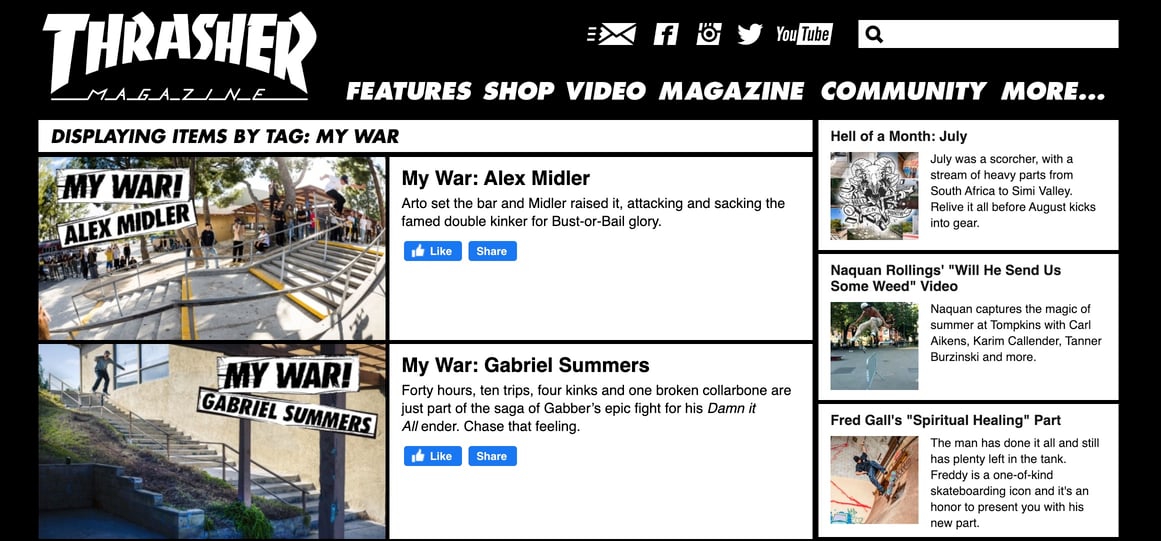 THRASHER
MAGAZINE
YouTube
FEATURES SHOP VIDEO MAGAZINE COMMUNITY MORE...
DISPLAYING ITEMS BY TAG: MY WAR
MY WAR!
ALEX MIDLER
My War: Alex Midler
Arto set the bar and Midler raised it, attacking and sacking the
famed double kinker for Bust-or-Bail glory.
Like
Share
MY WAR!
GABRIEL SUMMERS
My War: Gabriel Summers
Forty hours, ten trips, four kinks and one broken collarbone are
just part of the saga of Gabber’s epic fight for his Damn it
All ender. Chase that feeling.
Like
Share
Hell of a Month: July
July was a scorcher, with a
stream of heavy parts from
South Africa to Simi Valley.
Relive it all before August kicks
into gear.
Naquan Rollings' "Will He Send Us
Some Weed" Video
Naquan captures the magic of
summer at Tompkins with Carl
Aikens, Karim Callender, Tanner
Burzinski and more.
Fred Gall's "Spiritual Healing" Part
The man has done it all and still
has plenty left in the tank.
Freddy is a one-of-kind
skateboarding icon and it's an
honor to present you with his
new part.